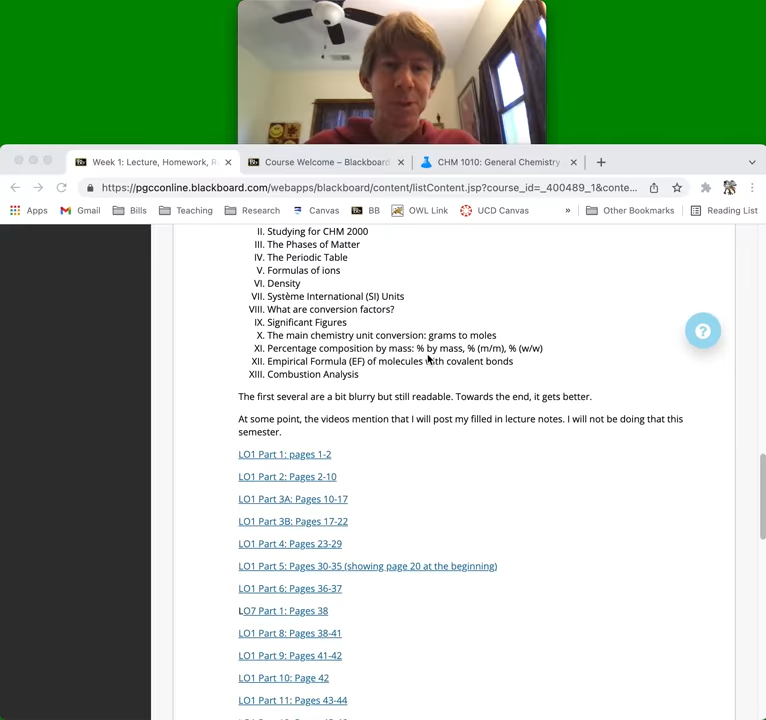 Week 1: Lecture, Homework, R
Course Welcome – Blackboard
CHM 1010: General Chemistry
https://pgcconline.blackboard.com/webapps/blackboard/content/listContent.jsp?course_id=_400489_1&conte...
Apps Gmail Bills Teaching Research Canvas BB OWL Link UCD Canvas » Other Bookmarks Reading List
II. Studying for CHM 2000
III. The Phases of Matter
IV. The Periodic Table
V. Formulas of ions
VI. Density
VII. Système International (SI) Units
VIII. What are conversion factors?
IX. Significant Figures
X. The main chemistry unit conversion: grams to moles
XI. Percentage composition by mass: % by mass, % (m/m), % (w/w)
XII. Empirical Formula (EF) of molecules with covalent bonds
XIII. Combustion Analysis
The first several are a bit blurry but still readable. Towards the end, it gets better.
At some point, the videos mention that I will post my filled in lecture notes. I will not be doing that this
semester.
LO1 Part 1: pages 1-2
LO1 Part 2: Pages 2-10
LO1 Part 3A: Pages 10-17
LO1 Part 3B: Pages 17-22
LO1 Part 4: Pages 23-29
LO1 Part 5: Pages 30-35 (showing page 20 at the beginning)
LO1 Part 6: Pages 36-37
LO7 Part 1: Pages 38
LO1 Part 8: Pages 38-41
LO1 Part 9: Pages 41-42
LO1 Part 10: Page 42
LO1 Part 11: Pages 43-44